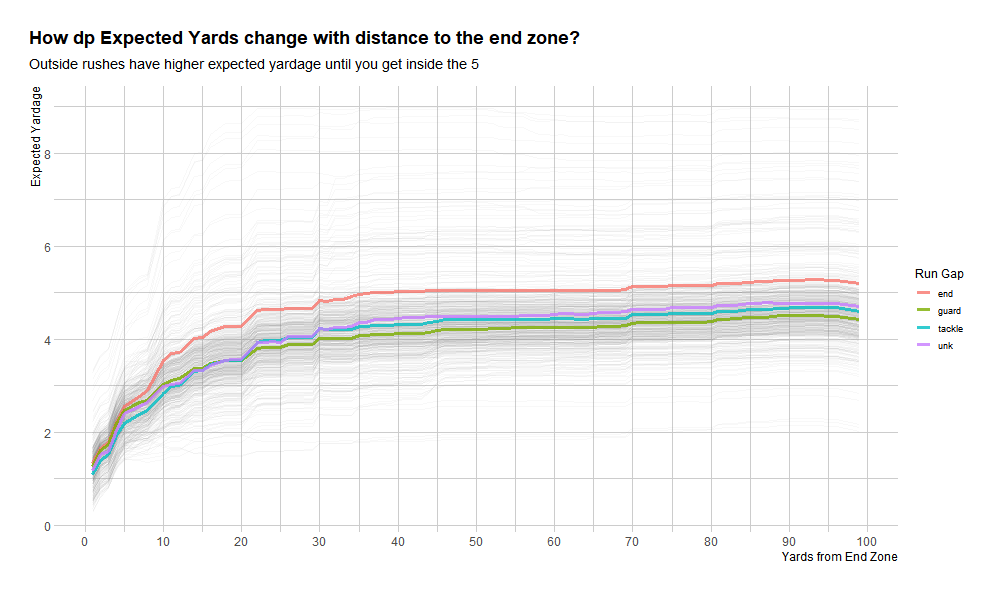 How dp Expected Yards change with distance to the end zone?
Outside rushes have higher expected yardage until you get inside the 5
Expected Yardage
8
6
4
2
0
0 10 20 30 40 50 60 70 80 90 100
Yards from End Zone
Run Gap
end
guard
tackle
unk